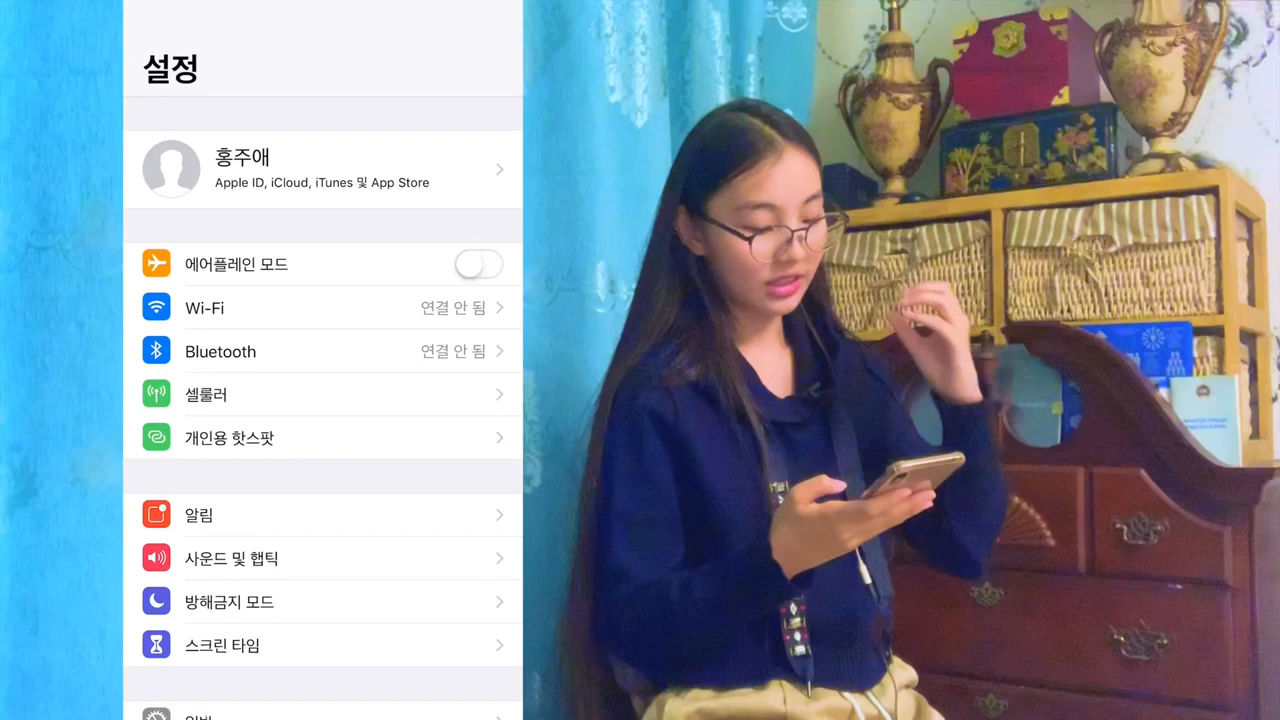 설정
홍주애
Apple ID, iCloud, iTunes 및 App Store
에어플레인 모드
Wi-Fi
연결 안 됨
Bluetooth
연결 안 됨
셀룰러
개인용 핫스팟
알림
사운드 및 햅틱
방해금지 모드
스크린 타임